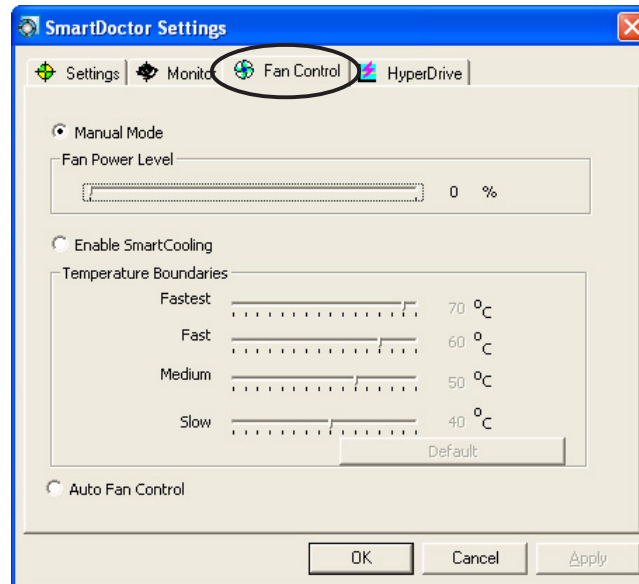 SmartDoctor Settings
Settings Monitor Fan Control HyperDrive
Manual Mode
Fan Power Level
0 %
Enable SmartCooling
Temperature Boundaries
Fastest 70 °C
Fast 60 °C
Medium 50 °C
Slow 40 °C
Default
Auto Fan Control
OK Cancel Apply